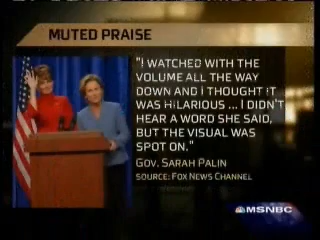 MUTED PRAISE
"I WATCHED WITH THE
VOLUME ALL THE WAY
DOWN AND I THOUGHT IT
WAS HILARIOUS ... I DIDN'T
HEAR A WORD SHE SAID,
BUT THE VISUAL WAS
SPOT ON."
GOV. SARAH PALIN
SOURCE: FOX NEWS CHANNEL
MSNBC